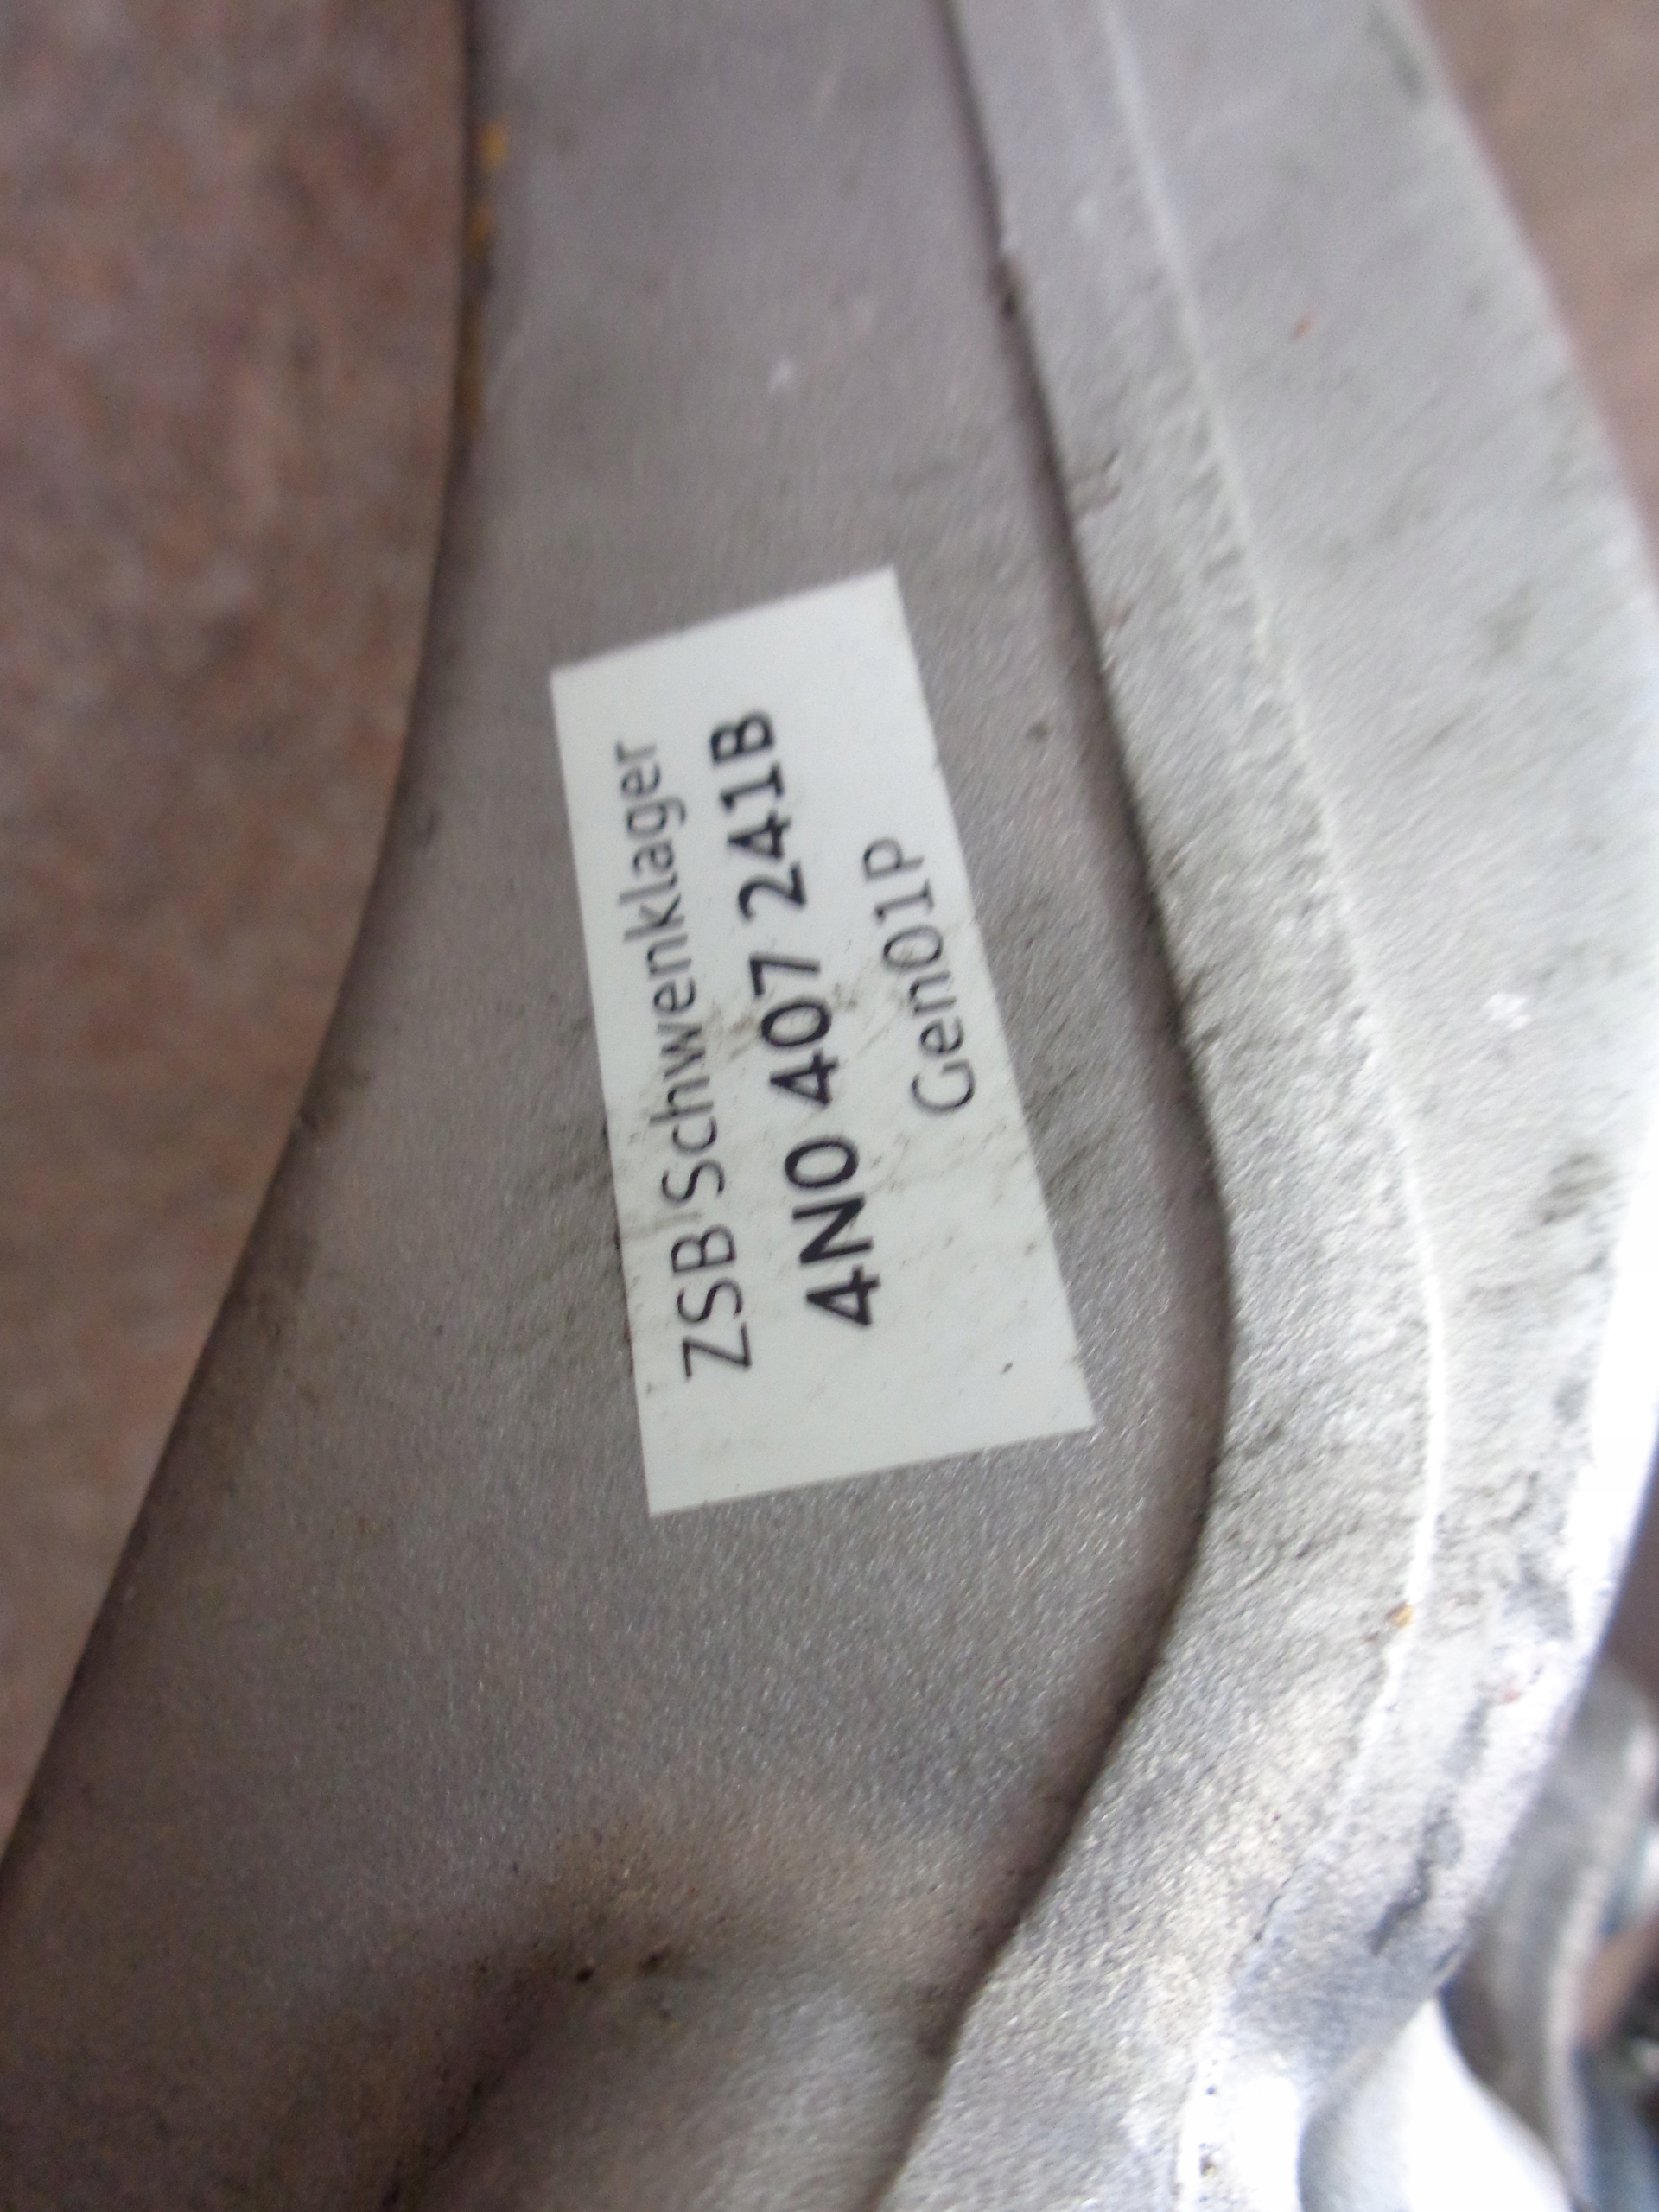 ZSB Schwenklager
4N0 407 241B
Gen01P